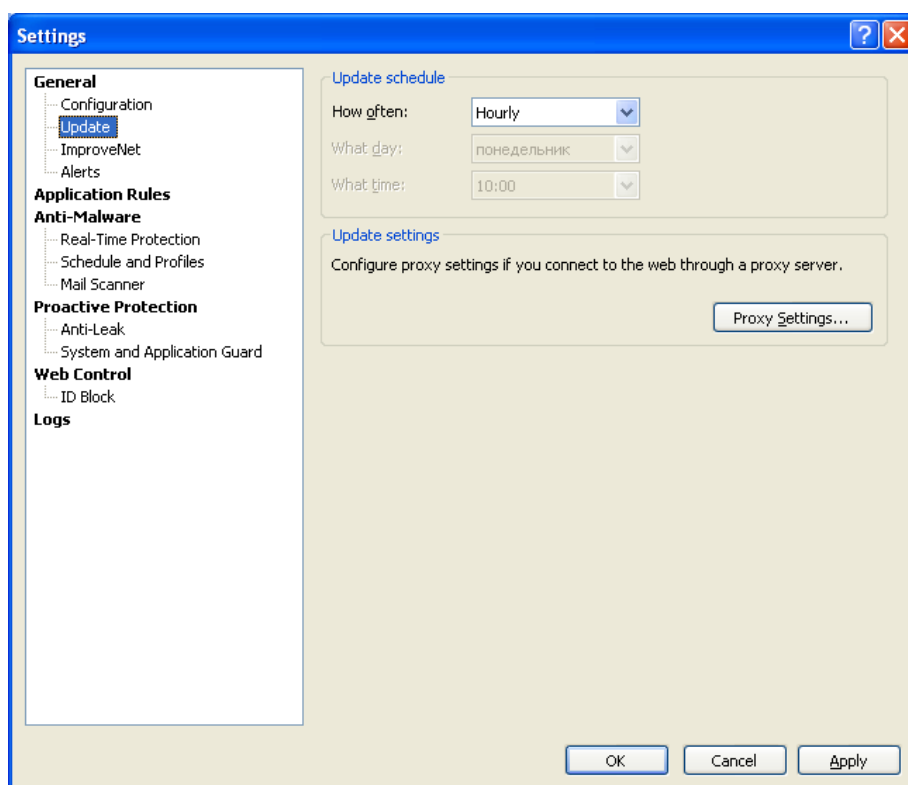 Settings
General
Configuration
Update
ImproveNet
Alerts
Application Rules
Anti-Malware
Real-Time Protection
Schedule and Profiles
Mail Scanner
Proactive Protection
Anti-Leak
System and Application Guard
Web Control
ID Block
Logs
Update schedule
How often: Hourly
What day: понедельник
What time: 10:00
Update settings
Configure proxy settings if you connect to the web through a proxy server.
Proxy Settings...
OK Cancel Apply